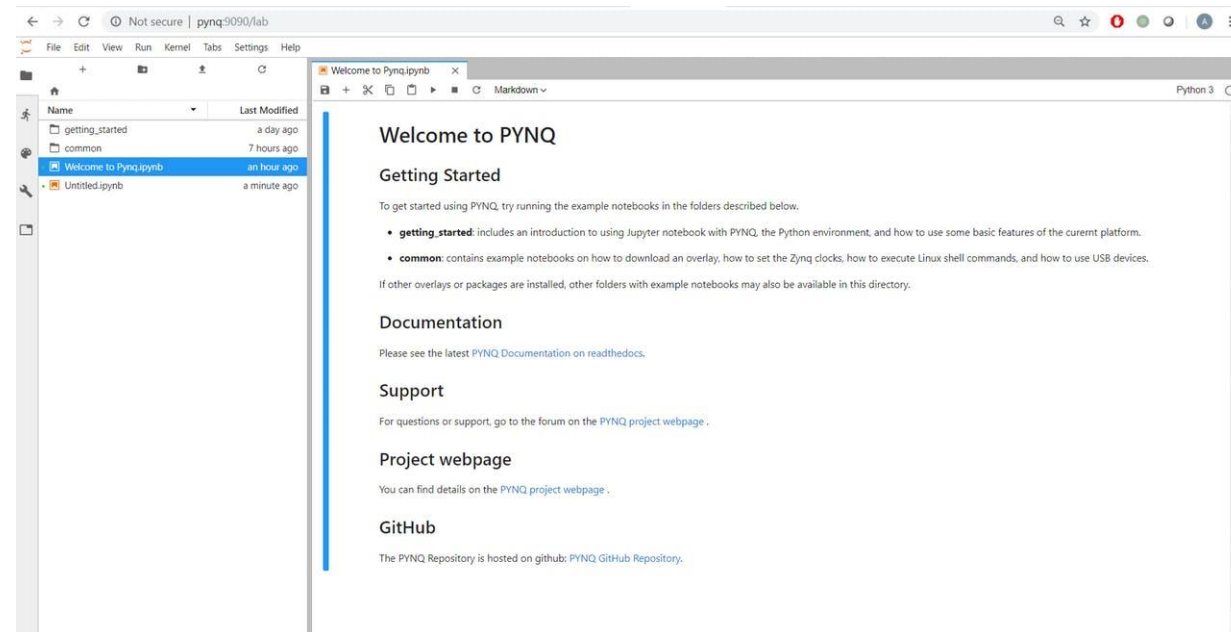 Not secure | pynq:9090/lab
A
File Edit View Run Kernel Tabs Settings Help
Welcome to Pynq.ipynb
Markdown
Python 3
Name Last Modified
getting_started a day ago
common 7 hours ago
Welcome to Pynq.ipynb an hour ago
Untitled.ipynb a minute ago
Welcome to PYNQ
Getting Started
To get started using PYNQ, try running the example notebooks in the folders described below.
• getting_started: includes an introduction to using Jupyter notebook with PYNQ, the Python environment, and how to use some basic features of the curernt platform.
• common: contains example notebooks on how to download an overlay, how to set the Zynq clocks, how to execute Linux shell commands, and how to use USB devices.
If other overlays or packages are installed, other folders with example notebooks may also be available in this directory.
Documentation
Please see the latest PYNQ Documentation on readthedocs.
Support
For questions or support, go to the forum on the PYNQ project webpage .
Project webpage
You can find details on the PYNQ project webpage .
GitHub
The PYNQ Repository is hosted on github: PYNQ GitHub Repository.